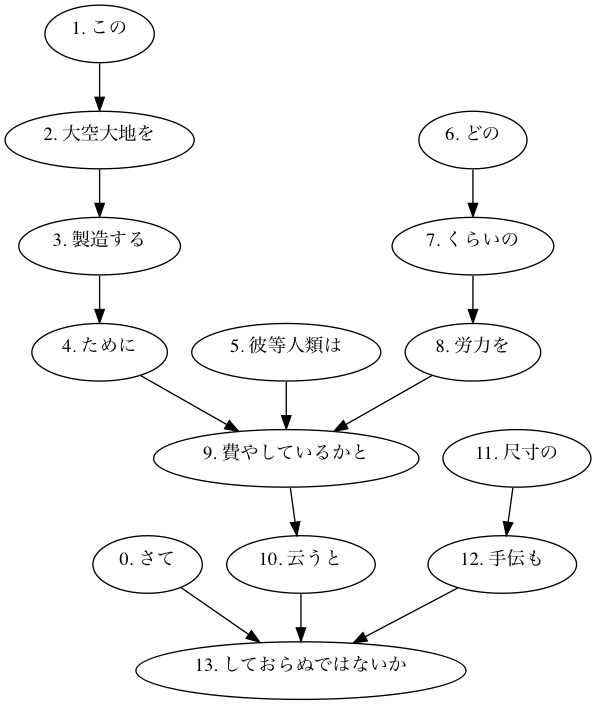 1. この
2. 大空大地を
6. どの
3. 製造する
7. くらいの
4. ために
5. 彼等人類は
8. 労力を
9. 費やしているかと
11. 尺寸の
0. さて
10. 云うと
12. 手伝も
13. しておらぬではないか